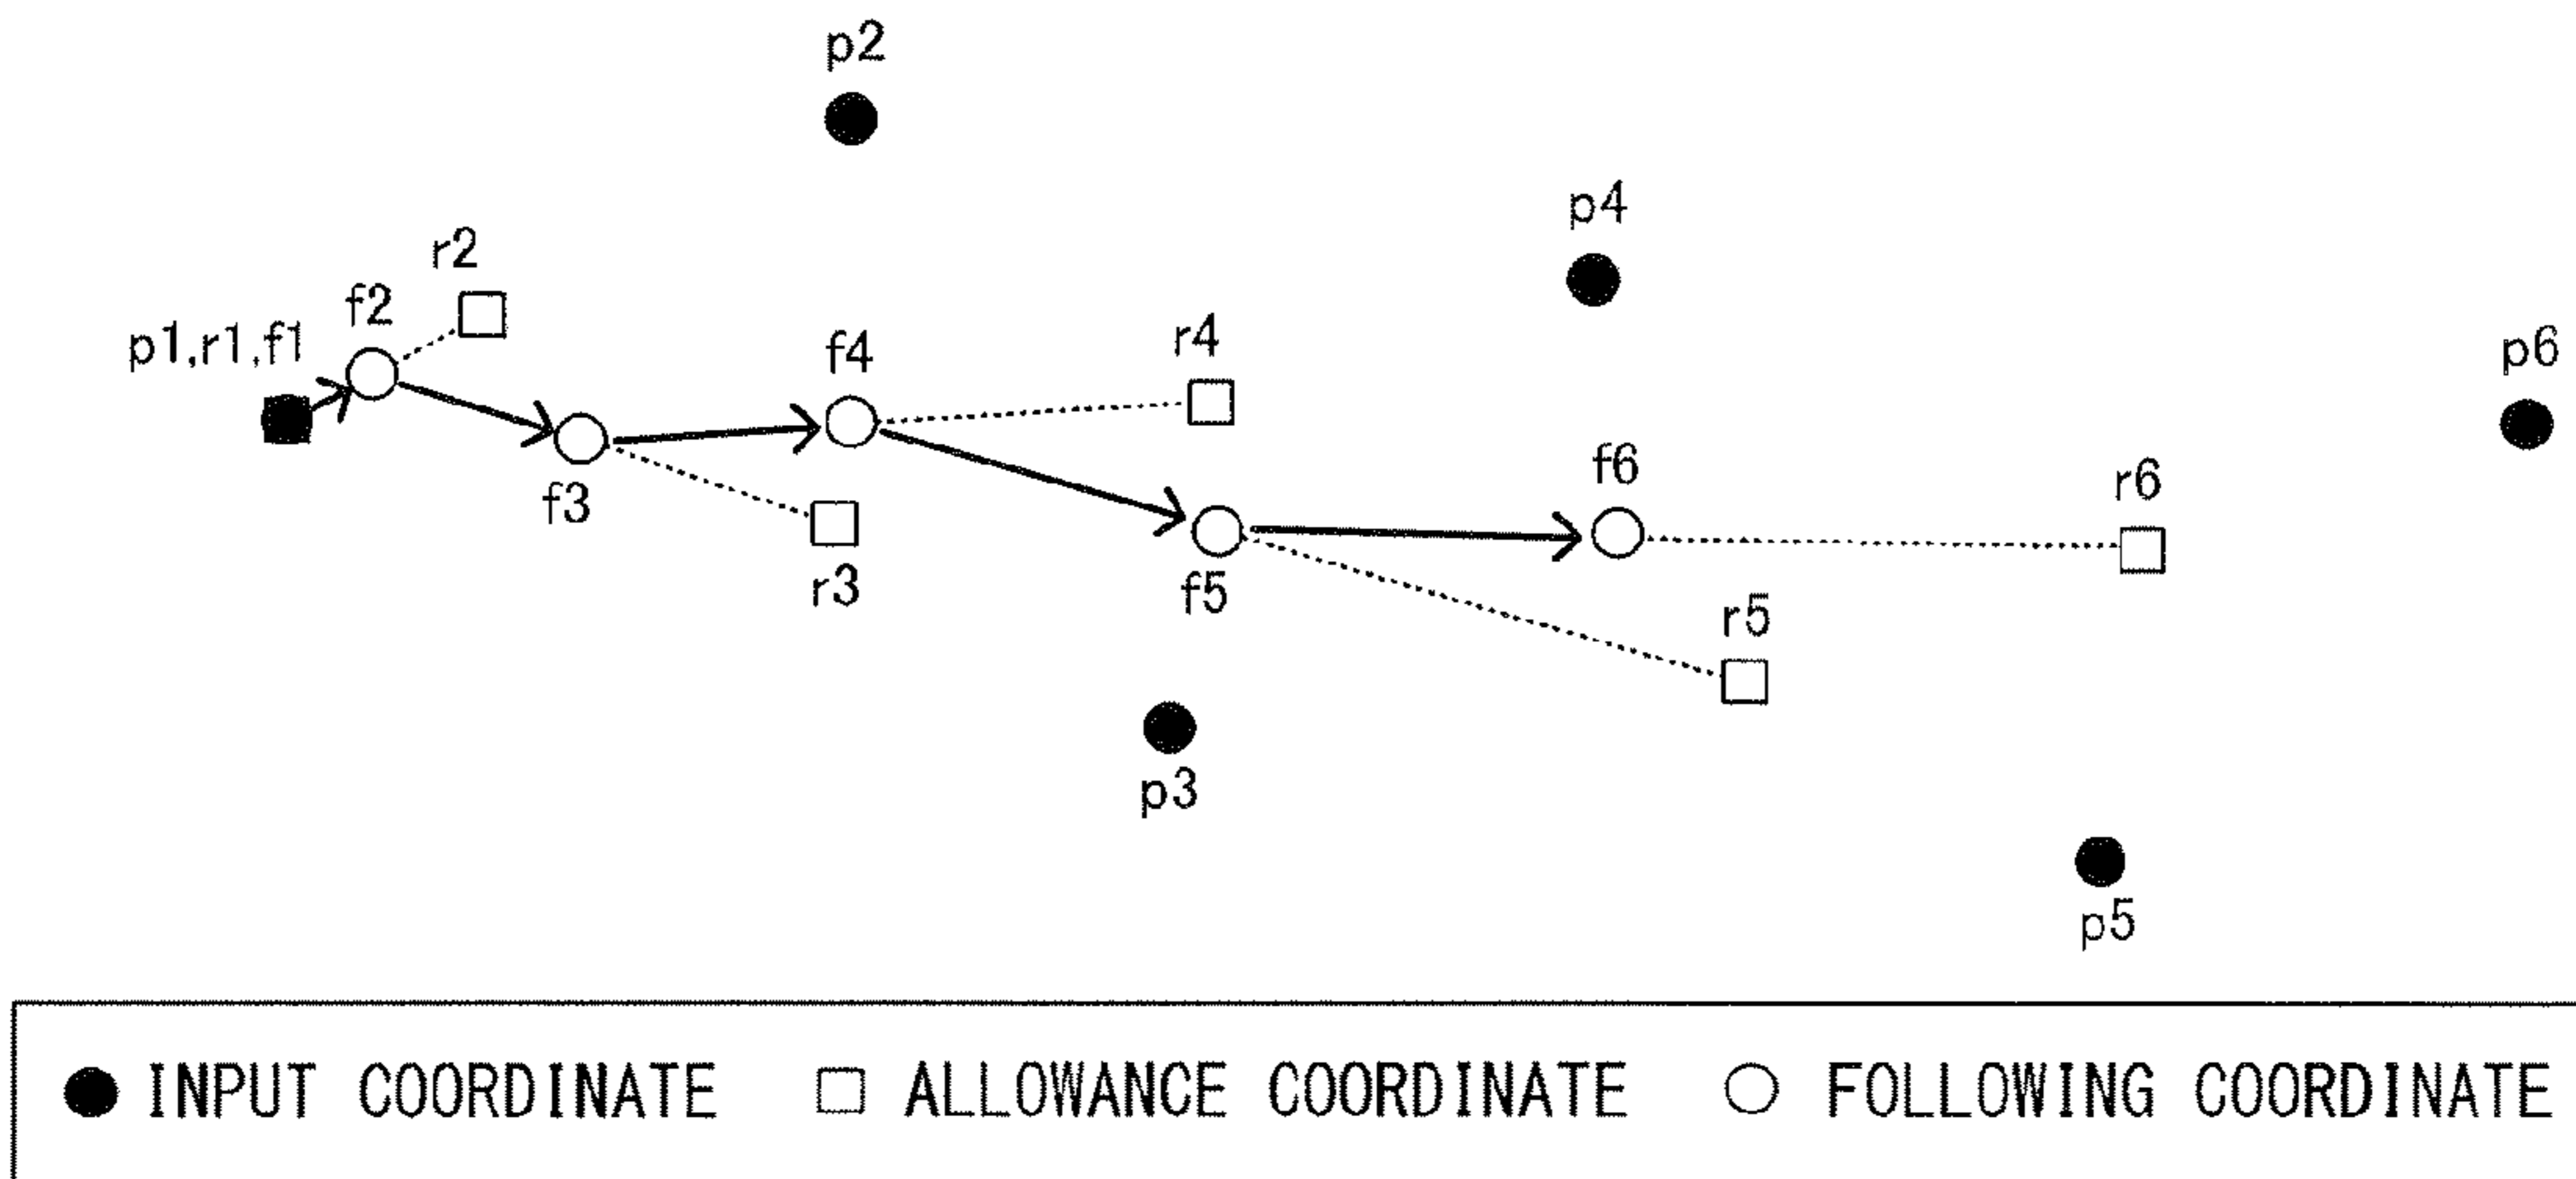 p2
p4
r2
f2
p1,r1,f1
f4
r4
p6
f3
r3
f6
r6
f5
r5
p3
p5
INPUT COORDINATE
ALLOWANCE COORDINATE
FOLLOWING COORDINATE